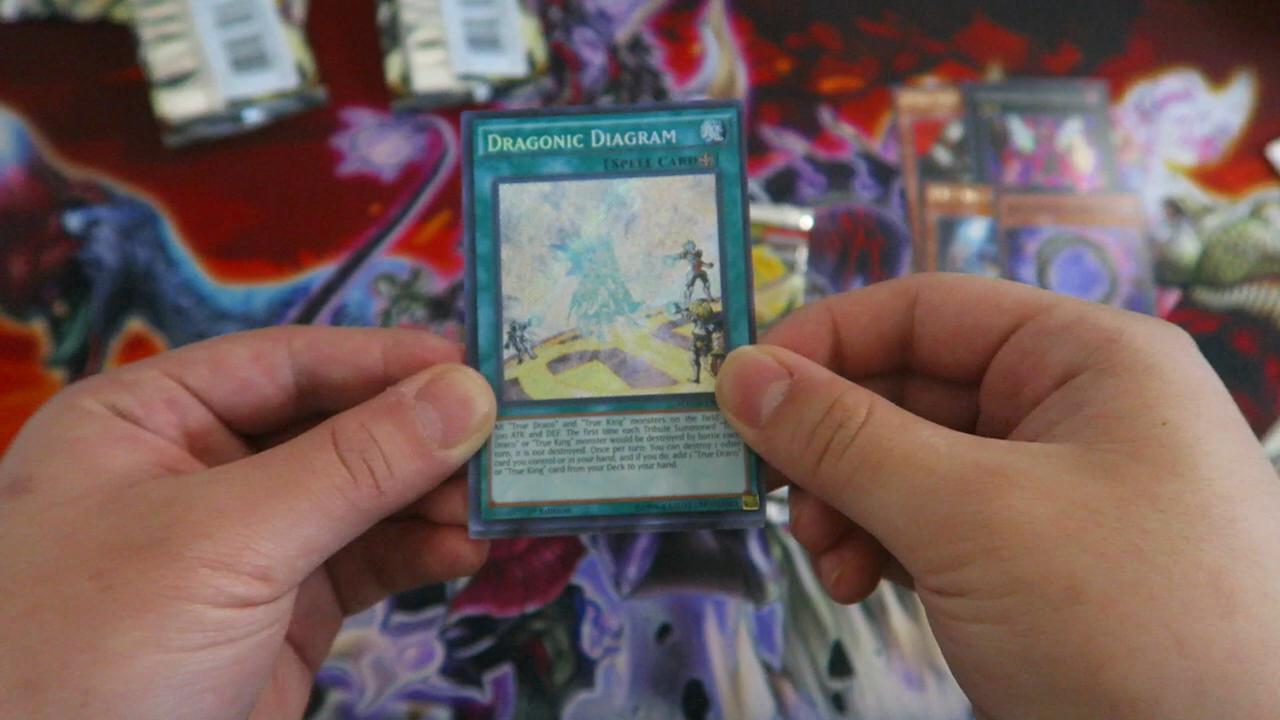 DRAGONIC DIAGRAM
[SPELL CARD
All "True Draco" and "True King" monsters on the field
300 ATK and DEF. The first time each Tribute Summoned
Draco" or "True King" monster would be destroyed by battle each
turn, it is not destroyed. Once per turn: You can destroy 1 other
card you control or in your hand, and if you do, add 1 "True Draco"
or "True King" card from your Deck to your hand.
1st Edition